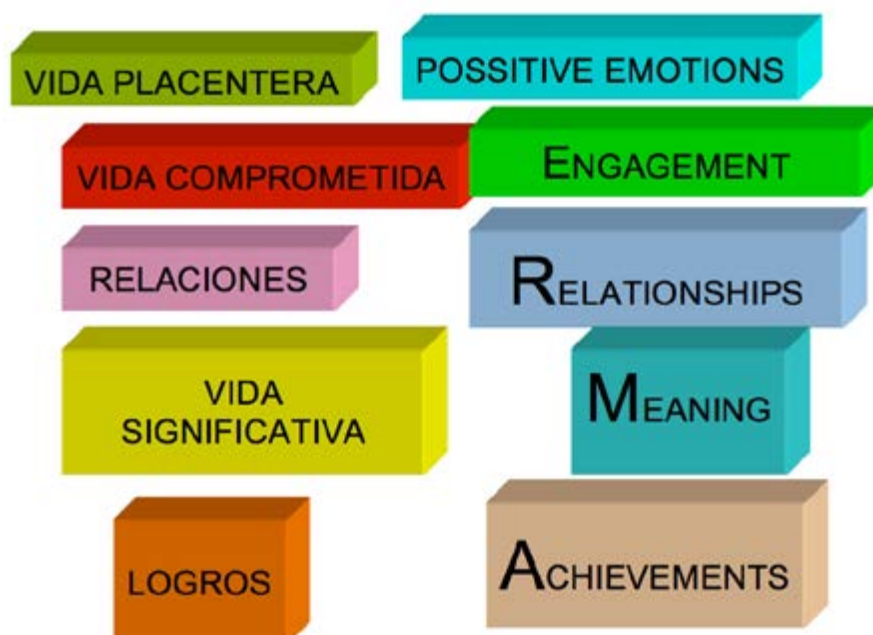 VIDA PLACENTERA
POSSITIVE EMOTIONS
VIDA COMPROMETIDA
ENGAGEMENT
RELACIONES
RELATIONSHIPS
VIDA
SIGNIFICATIVA
MEANING
LOGROS
ACHIEVEMENTS